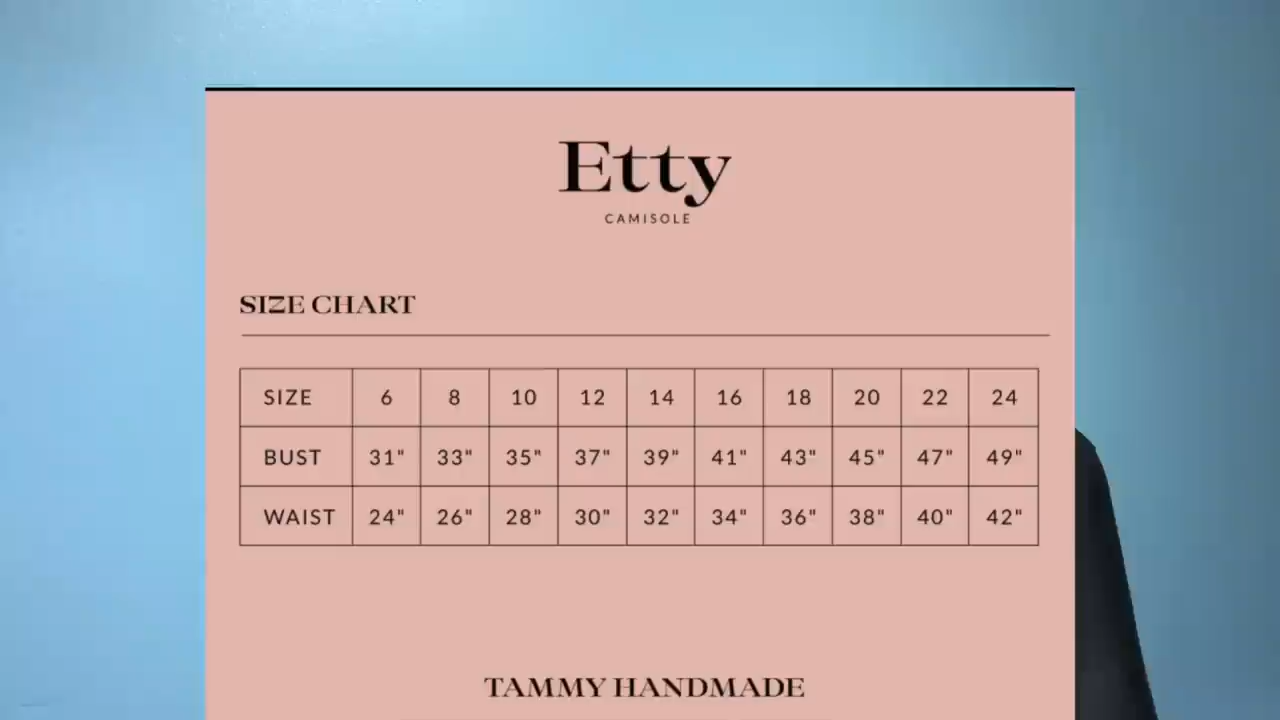 Etty
CAMISOLE
SIZE CHART
SIZE 6 8 10 12 14 16 18 20 22 24
BUST 31" 33" 35" 37" 39" 41" 43" 45" 47" 49"
WAIST 24" 26" 28" 30" 32" 34" 36" 38" 40" 42"
TAMMY HANDMADE